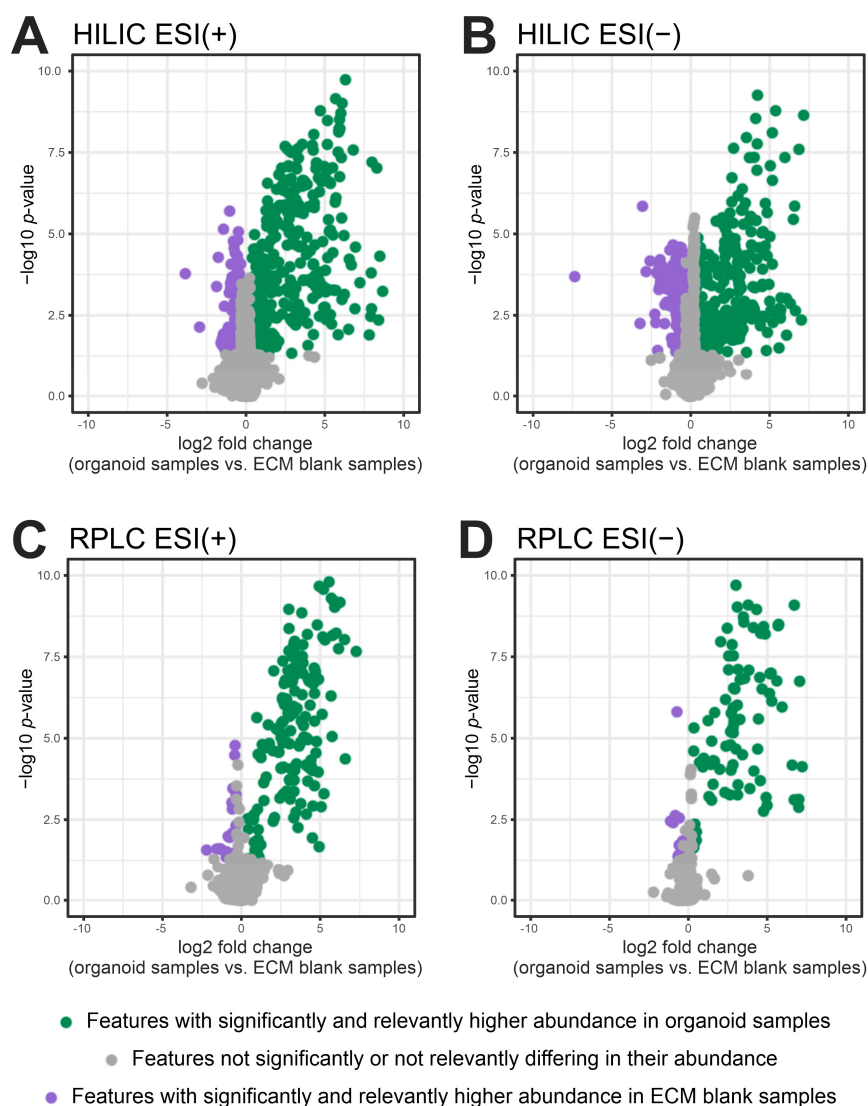 A HILIC ESI(+)
10.0
7.5
5.0
2.5
0.0
−log10 p-value
-10 -5 0 5 10
log2 fold change
(organoid samples vs. ECM blank samples)
B HILIC ESI(−)
10.0
7.5
5.0
2.5
0.0
−log10 p-value
-10 -5 0 5 10
log2 fold change
(organoid samples vs. ECM blank samples)
C RPLC ESI(+)
10.0
7.5
5.0
2.5
0.0
−log10 p-value
-10 -5 0 5 10
log2 fold change
(organoid samples vs. ECM blank samples)
D RPLC ESI(−)
10.0
7.5
5.0
2.5
0.0
−log10 p-value
-10 -5 0 5 10
log2 fold change
(organoid samples vs. ECM blank samples)
Features with significantly and relevantly higher abundance in organoid samples
Features not significantly or not relevantly differing in their abundance
Features with significantly and relevantly higher abundance in ECM blank samples